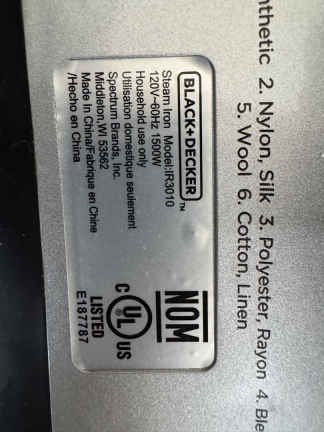 nthetic 2. Nylon, Silk 3. Polyester, Rayon 4. Ble
5. Wool 6. Cotton, Linen
BLACK+DECKER™
Steam Iron Model:IR3010
120V~60Hz 1500W
Household use only
Utilisation domestique seulement
Spectrum Brands, Inc.
Middleton,WI 53562
Made In China/Fabriqué en Chine
/Hecho en China
NOM
C UL US
LISTED
E187787